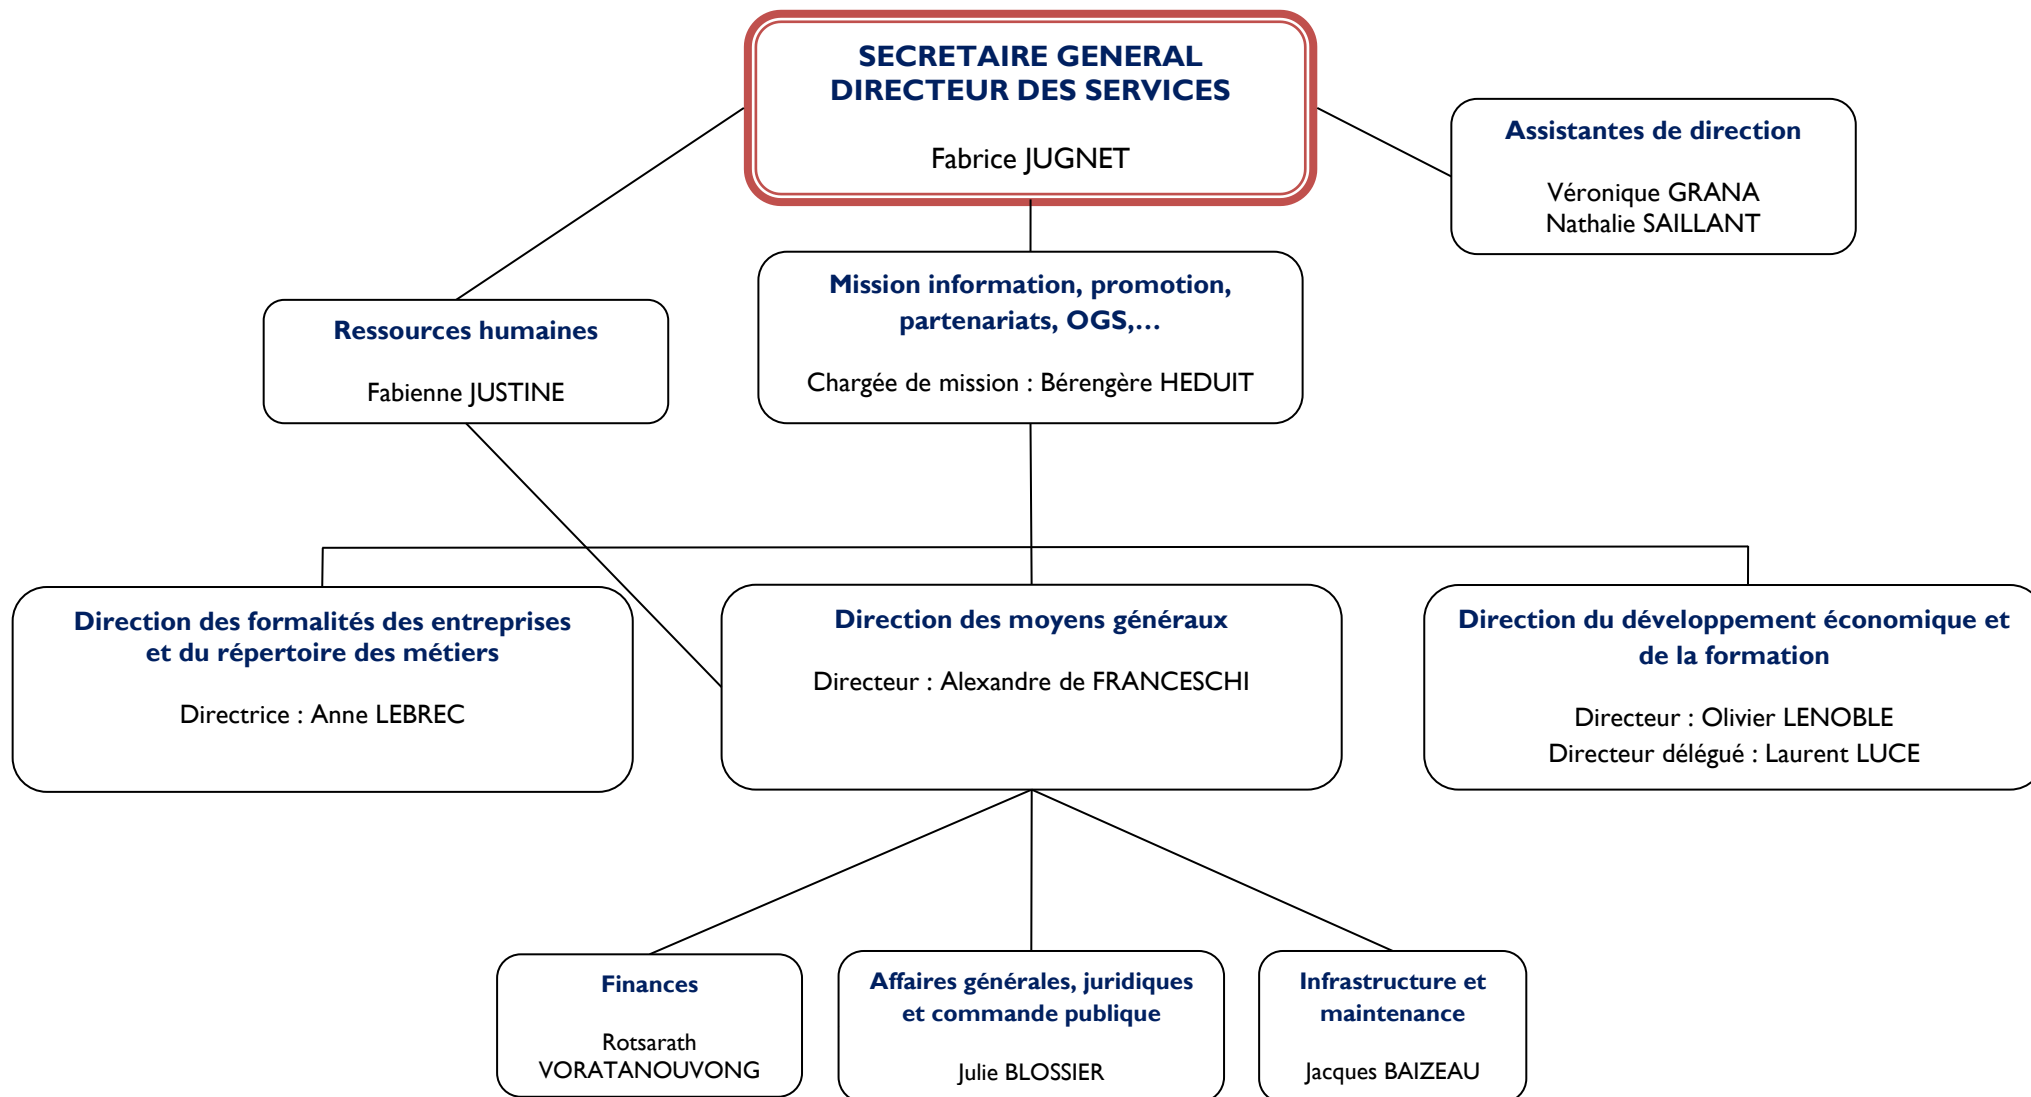 SECRETAIRE GENERAL
DIRECTEUR DES SERVICES
Fabrice JUGNET
Assistantes de direction
Véronique GRANA
Nathalie SAILLANT
Mission information, promotion,
partenariats, OGS,...
Chargée de mission : Bérengère HEDUIT
Ressources humaines
Fabienne JUSTINE
Direction des formalités des entreprises
et du répertoire des métiers
Directrice : Anne LEBREC
Direction des moyens généraux
Directeur : Alexandre de FRANCESCHI
Direction du développement économique et
de la formation
Directeur : Olivier LENOBLE
Directeur délégué : Laurent LUCE
Finances
Rotsarath
VORATANOUVONG
Affaires générales, juridiques
et commande publique
Julie BLOSSIER
Infrastructure et
maintenance
Jacques BAIZEAU